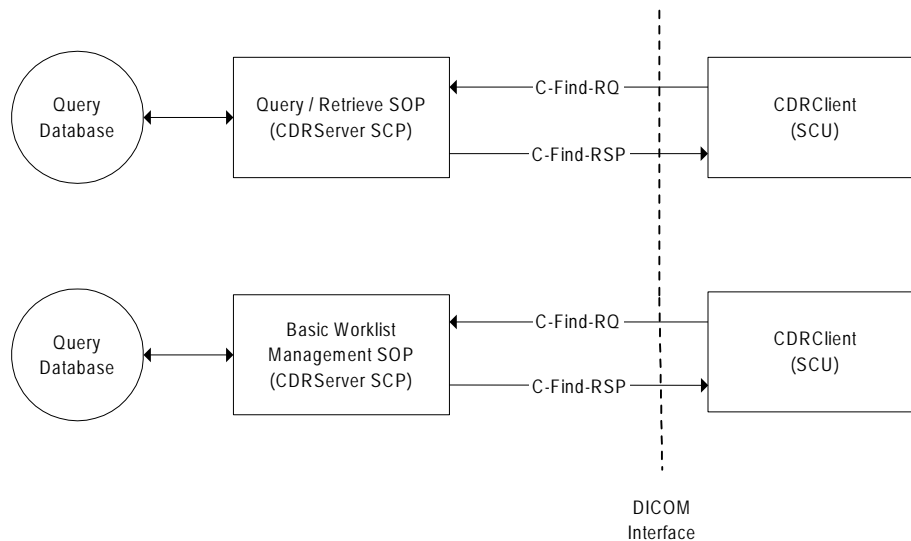 Query
Database
Query / Retrieve SOP
(CDRServer SCP)
C-Find-RQ
C-Find-RSP
CDRClient
(SCU)
Query
Database
Basic Worklist
Management SOP
(CDRServer SCP)
C-Find-RQ
C-Find-RSP
CDRClient
(SCU)
DICOM
Interface